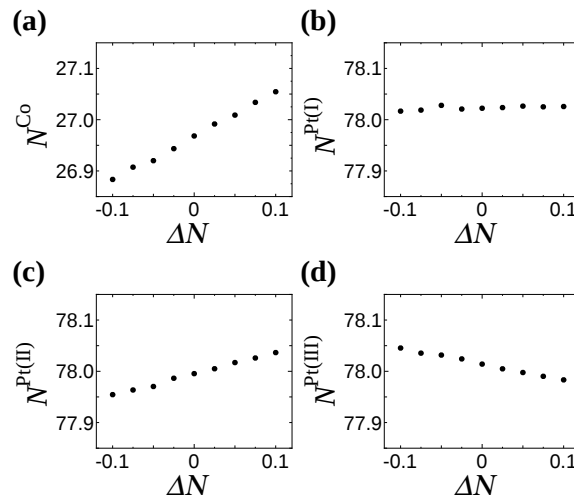 (a)
27.1
27.0
26.9
N^Co
-0.1 0 0.1
ΔN
(b)
78.1
78.0
77.9
N^Pt(I)
-0.1 0 0.1
ΔN
(c)
78.1
78.0
77.9
N^Pt(II)
-0.1 0 0.1
ΔN
(d)
78.1
78.0
77.9
N^Pt(III)
-0.1 0 0.1
ΔN